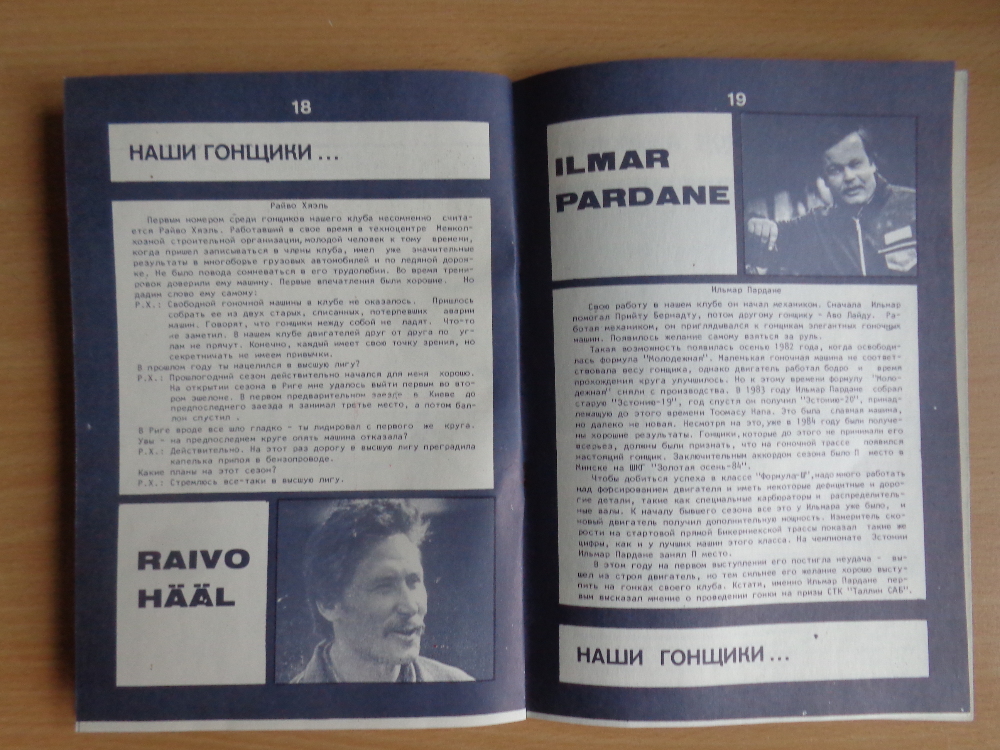 18
НАШИ ГОНЩИКИ...
Райво Хяэль
Первым номером среди гонщиков нашего клуба несомненно счита-
ется Райво Хяэль. Работавший в свое время в техноцентре Межкол-
хозной строительной организации, молодой человек к тому времени,
когда пришел записываться в члены клуба, имел уже значительные
результаты в многоборье грузовых автомобилей и по ледяной дорож-
ке. Не было повода сомневаться в его трудолюбии. Во время трени-
ровок доверили ему машину. Первые впечатления были хорошие. Но
дадим слово ему самому:
Р.Х.: Свободной гоночной машины в клубе не оказалось. Пришлось
собрать ее из двух старых, списанных, потерпевших аварии
машин. Говорят, что гонщики между собой не ладят. Что-то
не заметил. В нашем клубе двигателей друг от друга по уг-
лам не прячут. Конечно, каждый имеет свою точку зрения, но
секретничать не имеем привычки.
В прошлом году ты нацелился в высшую лигу?
Р.Х.: Прошлогодний сезон действительно начался для меня хорошо.
На открытии сезона в Риге мне удалось выйти первым во вто-
ром эшелоне. В первом предварительном заезде в Киеве до
предпоследнего заезда я занимал третье место, а потом бал-
лон спустил..
В Риге вроде все шло гладко - ты лидировал с первого же круга.
Увы - на предпоследнем круге опять машина отказала?
Р.Х.: Действительно. На этот раз дорогу в высшую лигу преградила
капелька припоя в бензопроводе.
Какие планы на этот сезон?
Р.Х.: Стремлюсь все-таки в высшую лигу.
RAIVO
HÄÄL
19
ILMAR
PARDANE
Ильмар Пардане
Свою работу в нашем клубе он начал механиком. Сначала Ильмар
помогал Прийту Бернадту, потом другому гонщику - Аво Лайду. Ра-
ботая механиком, он приглядывался к гонщикам элегантных гоночных
машин. Появилось желание самому взяться за руль.
Такая возможность появилась осенью 1982 года, когда освободи-
лась формула "Молодежная". Маленькая гоночная машина не соответ-
ствовала весу гонщика, однако двигатель работал бодро и время
прохождения круга улучшилось. Но к этому времени формулу "Моло-
дежная" сняли с производства. В 1983 году Ильмар Пардане собрал
старую "Эстонию-19", год спустя он получил "Эстонию-20", принад-
лежащую до этого времени Тоомасу Напа. Это была славная машина,
но далеко не новая. Несмотря на это, уже в 1984 году были получе-
ны хорошие результаты. Гонщики, которые до этого не принимали его
всерьез, должны были признать, что на гоночной трассе появился
настоящий гонщик. Заключительным аккордом сезона было П место в
Минске на ШКГ "Золотая осень-84".
Чтобы добиться успеха в классе "Формула-Ш", надо много работать
над форсированием двигателя и иметь некоторые дефицитные и доро-
гие детали, такие как специальные карбюраторы и распределитель-
ные валы. К началу бывшего сезона все это у Ильмара уже было, и
новый двигатель получил дополнительную мощность. Измеритель ско-
рости на стартовой прямой Бикерниекской трассы показал такие же
цифры, как и у лучших машин этого класса. На чемпионате Эстонии
Ильмар Пардане занял П место.
В этом году на первом выступлении его постигла неудача - вы-
шел из строя двигатель, но тем сильнее его желание хорошо высту-
пить на гонках своего клуба. Кстати, именно Ильмар Пардане пер-
вым высказал мнение о проведении гонки на призы СТК "Таллин САБ".
НАШИ ГОНЩИКИ...